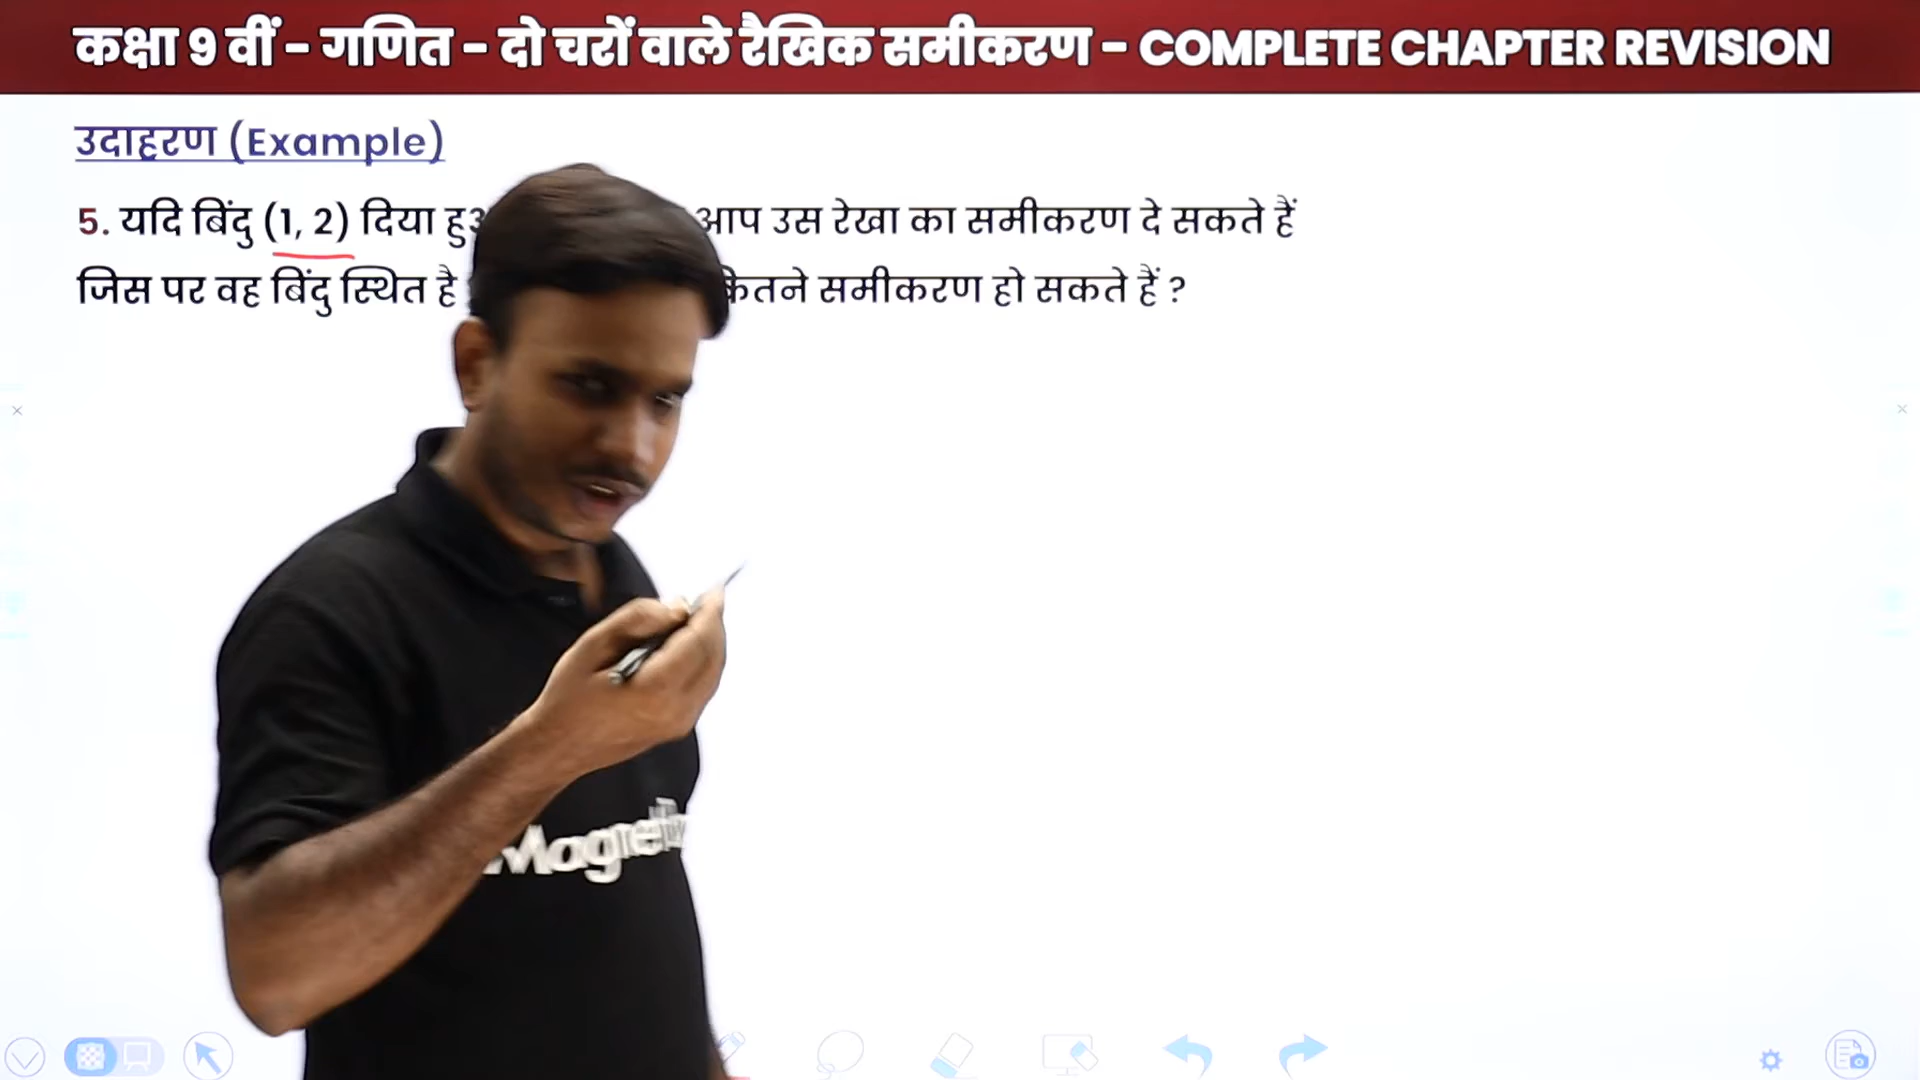 कक्षा 9 वीं – गणित – दो चरों वाले रैखिक समीकरण – COMPLETE CHAPTER REVISION
उदाहरण (Example)
5. यदि बिंदु (1, 2) दिया आप उस रेखा का समीकरण दे सकते हैं
जिस पर वह बिंदु स्थित है कितने समीकरण हो सकते हैं ?